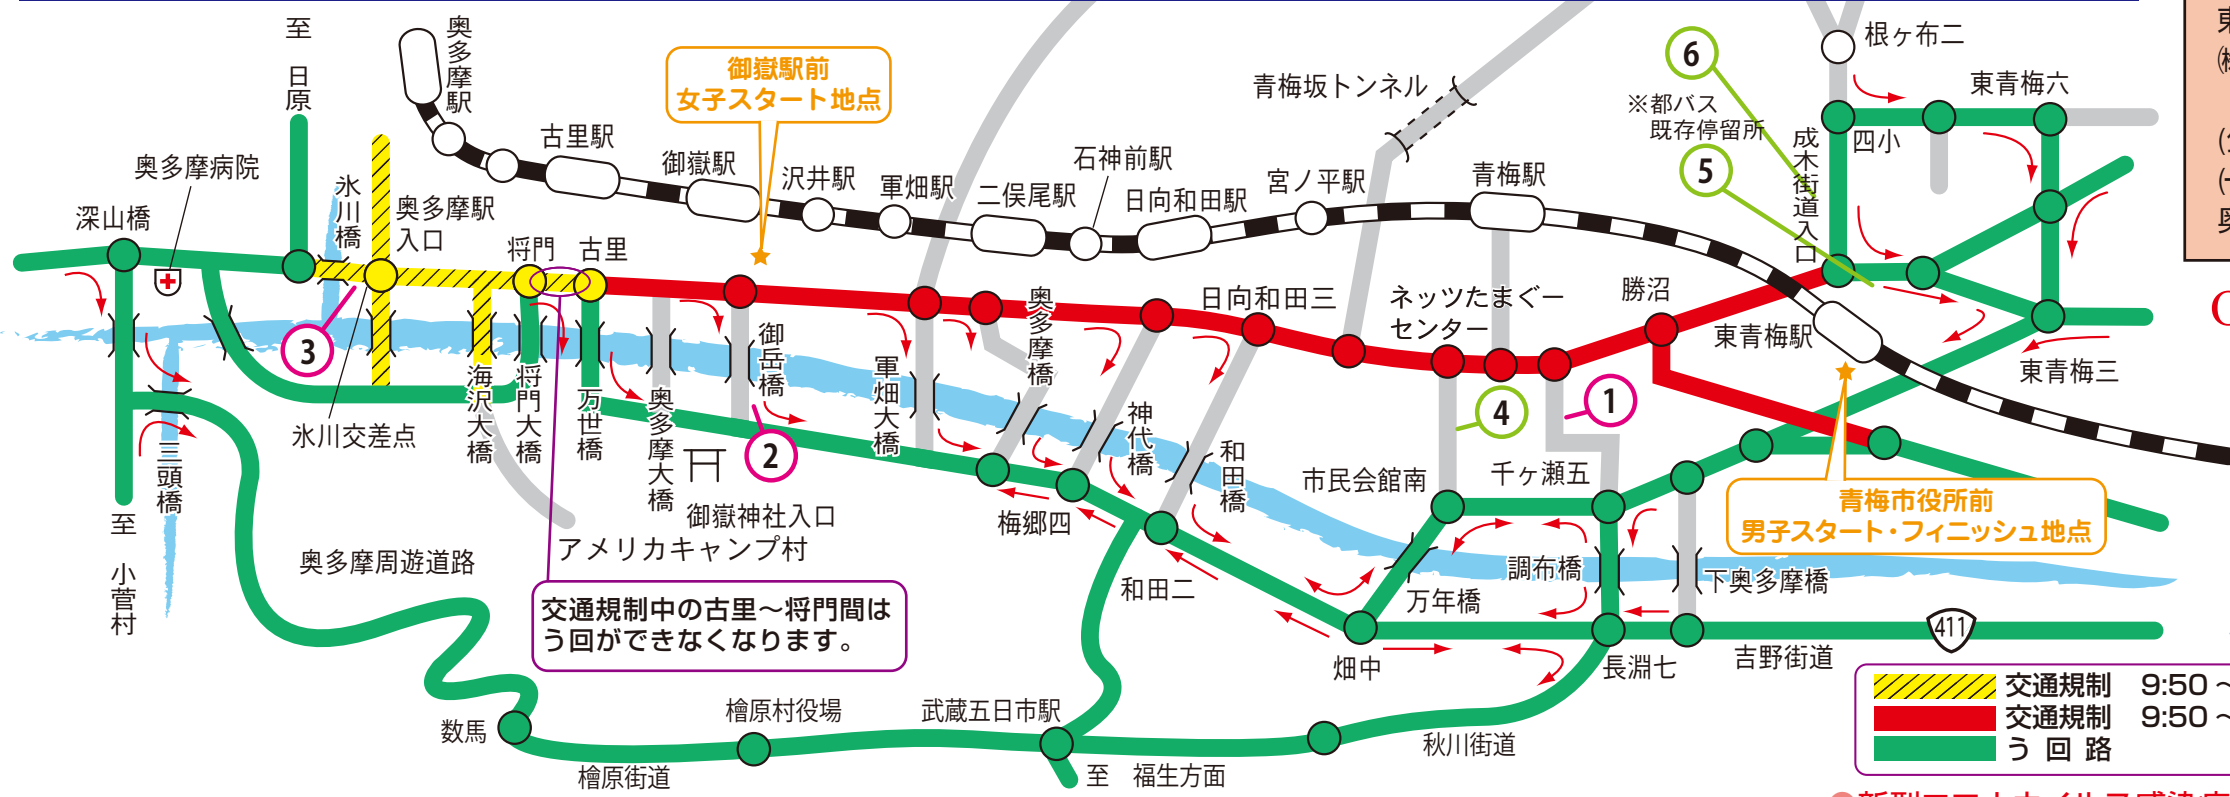 至 日原
奥多摩駅
古里駅
御嶽駅前
女子スタート地点
御嶽駅
沢井駅
軍畑駅
二俣尾駅
石神前駅
日向和田駅
宮ノ平駅
青梅坂トンネル
青梅駅
6
※都バス
既存停留所
5
根ヶ布二
東青梅六
四小
成木街道入口
奥多摩病院
深山橋
氷川橋
奥多摩駅
入口
将門
古里
3
氷川交差点
海沢大橋
将門大橋
万世橋
奥多摩大橋
御岳橋
2
御嶽神社入口
アメリカキャンプ村
軍畑大橋
奥多摩橋
神代橋
日向和田三
和田橋
梅郷四
和田二
ネッツたまぐー
センター
勝沼
東青梅駅
東青梅三
4
1
市民会館南
千ヶ瀬五
青梅市役所前
男子スタート・フィニッシュ地点
調布橋
下奥多摩橋
万年橋
畑中
長淵七
吉野街道
411
三頭橋
至 小菅村
奥多摩周遊道路
交通規制中の古里～将門間は
う回ができなくなります。
数馬
檜原街道
檜原村役場
武蔵五日市駅
至 福生方面
秋川街道
交通規制 9:50～
交通規制 9:50～
う回路